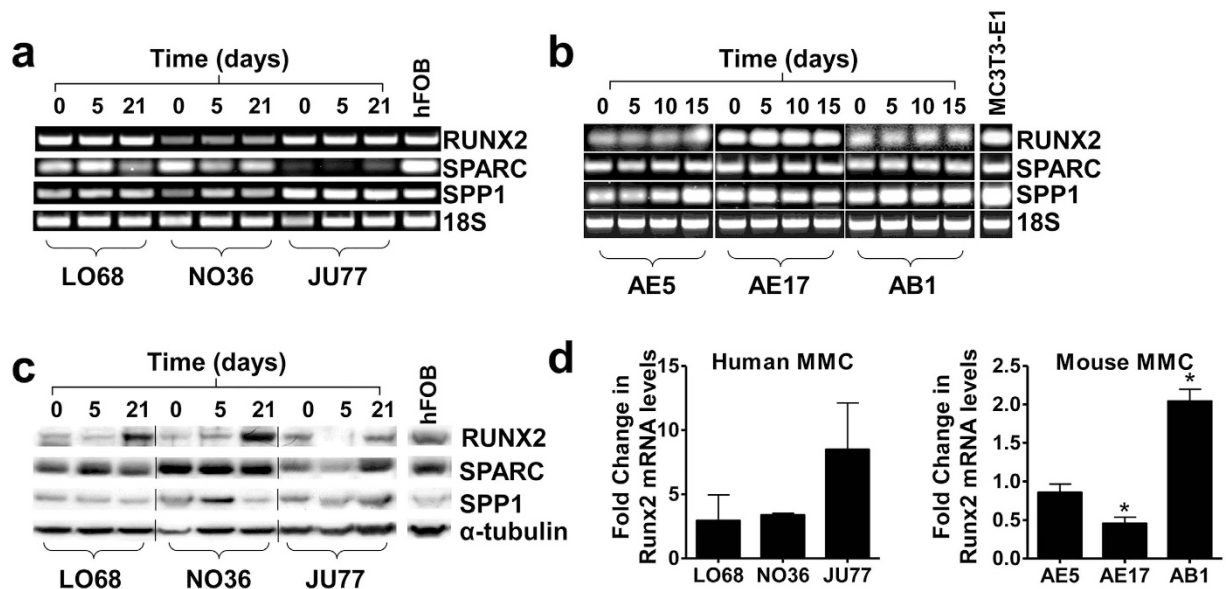 a
Time (days)
0 5 21 0 5 21 0 5 21 hFOB
RUNX2
SPARC
SPP1
18S
LO68 NO36 JU77
b
Time (days)
0 5 10 15 0 5 10 15 0 5 10 15 MC3T3-E1
RUNX2
SPARC
SPP1
18S
AE5 AE17 AB1
c
Time (days)
0 5 21 0 5 21 0 5 21 hFOB
RUNX2
SPARC
SPP1
α-tubulin
LO68 NO36 JU77
d
Human MMC
Fold Change in
Runx2 mRNA levels
15
10
5
0
LO68 NO36 JU77
Mouse MMC
Fold Change in
Runx2 mRNA levels
2.5
2.0
1.5
1.0
0.5
0.0
*
*
AE5 AE17 AB1